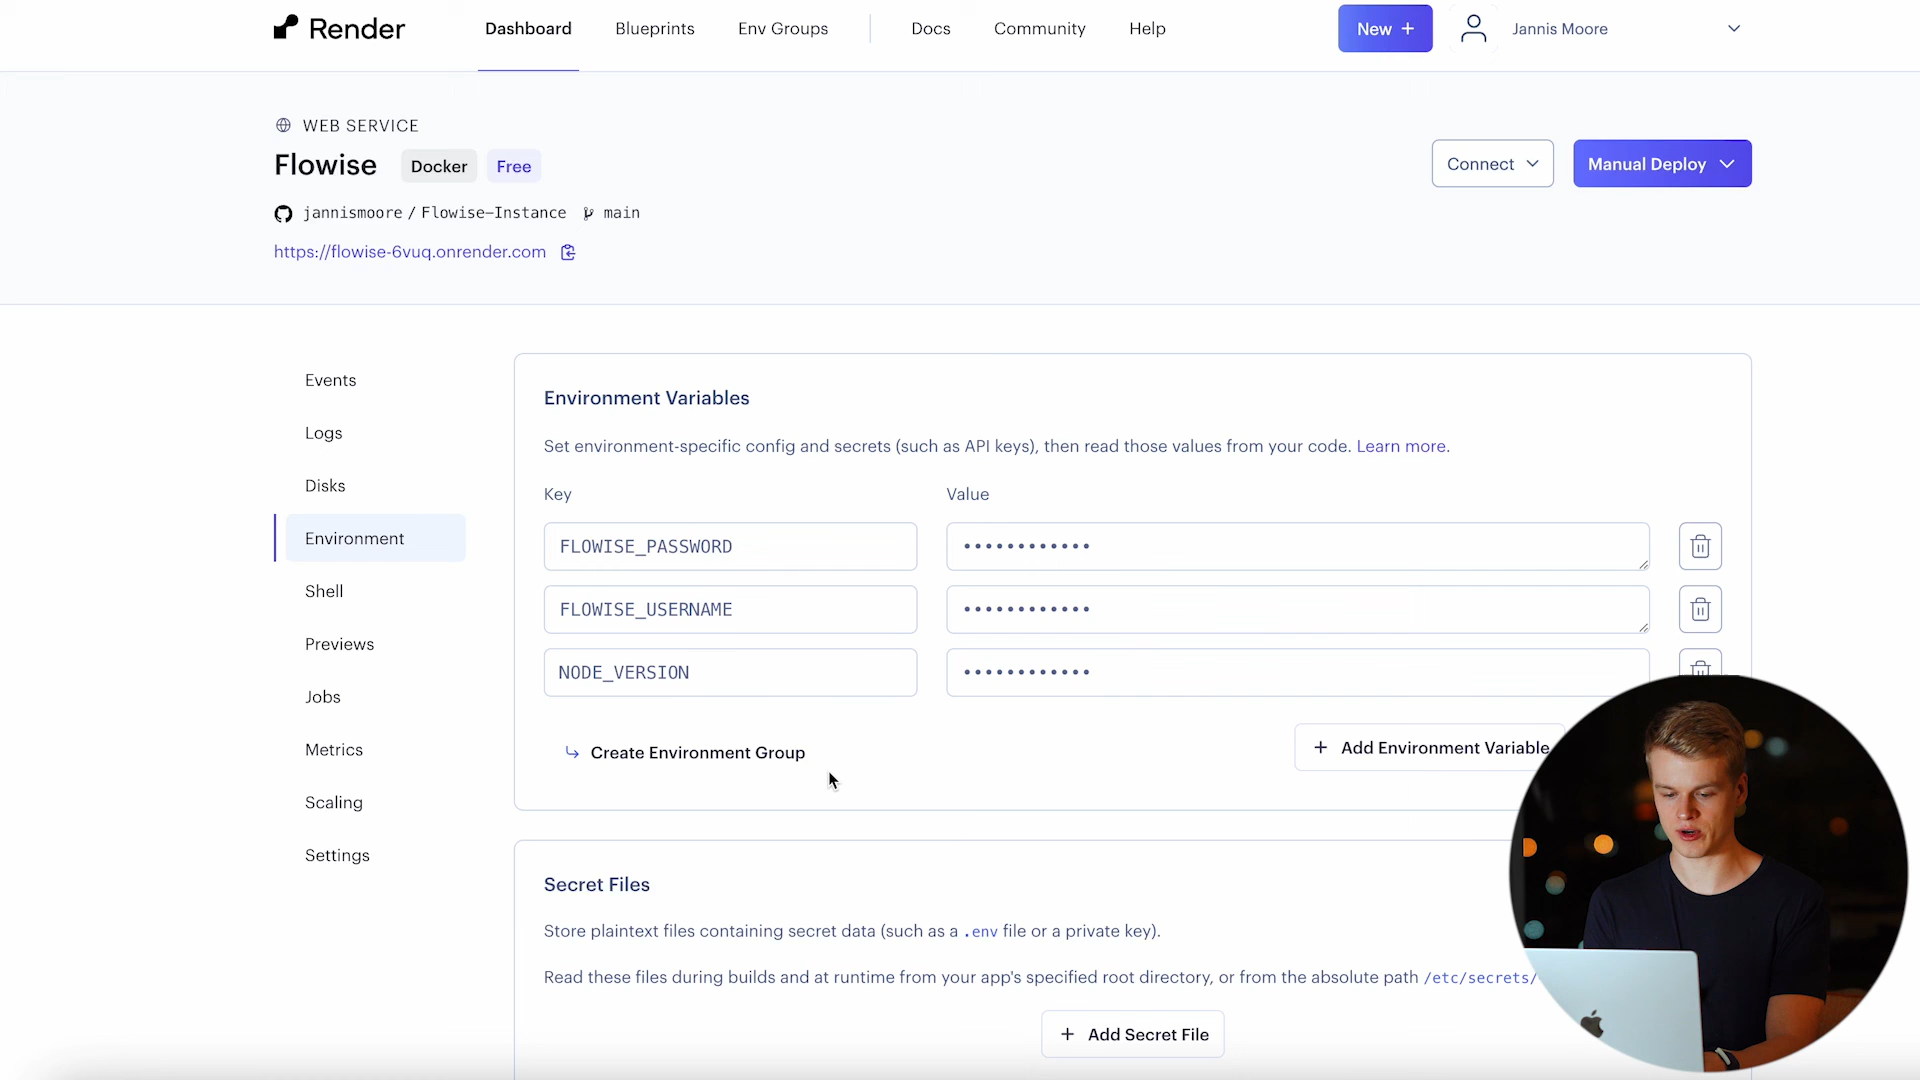 Render
Dashboard
Blueprints
Env Groups
Docs
Community
Help
New +
Jannis Moore
WEB SERVICE
Flowise
Docker
Free
Connect
Manual Deploy
jannismoore / Flowise-Instance
main
https://flowise-6vuq.onrender.com
Events
Logs
Disks
Environment
Shell
Previews
Jobs
Metrics
Scaling
Settings
Environment Variables
Set environment-specific config and secrets (such as API keys), then read those values from your code. Learn more.
Key
Value
FLOWISE_PASSWORD
••••••••••••
FLOWISE_USERNAME
••••••••••••
NODE_VERSION
••••••••••••
Create Environment Group
+ Add Environment Variable
Secret Files
Store plaintext files containing secret data (such as a .env file or a private key).
Read these files during builds and at runtime from your app's specified root directory, or from the absolute path /etc/secrets/
+ Add Secret File